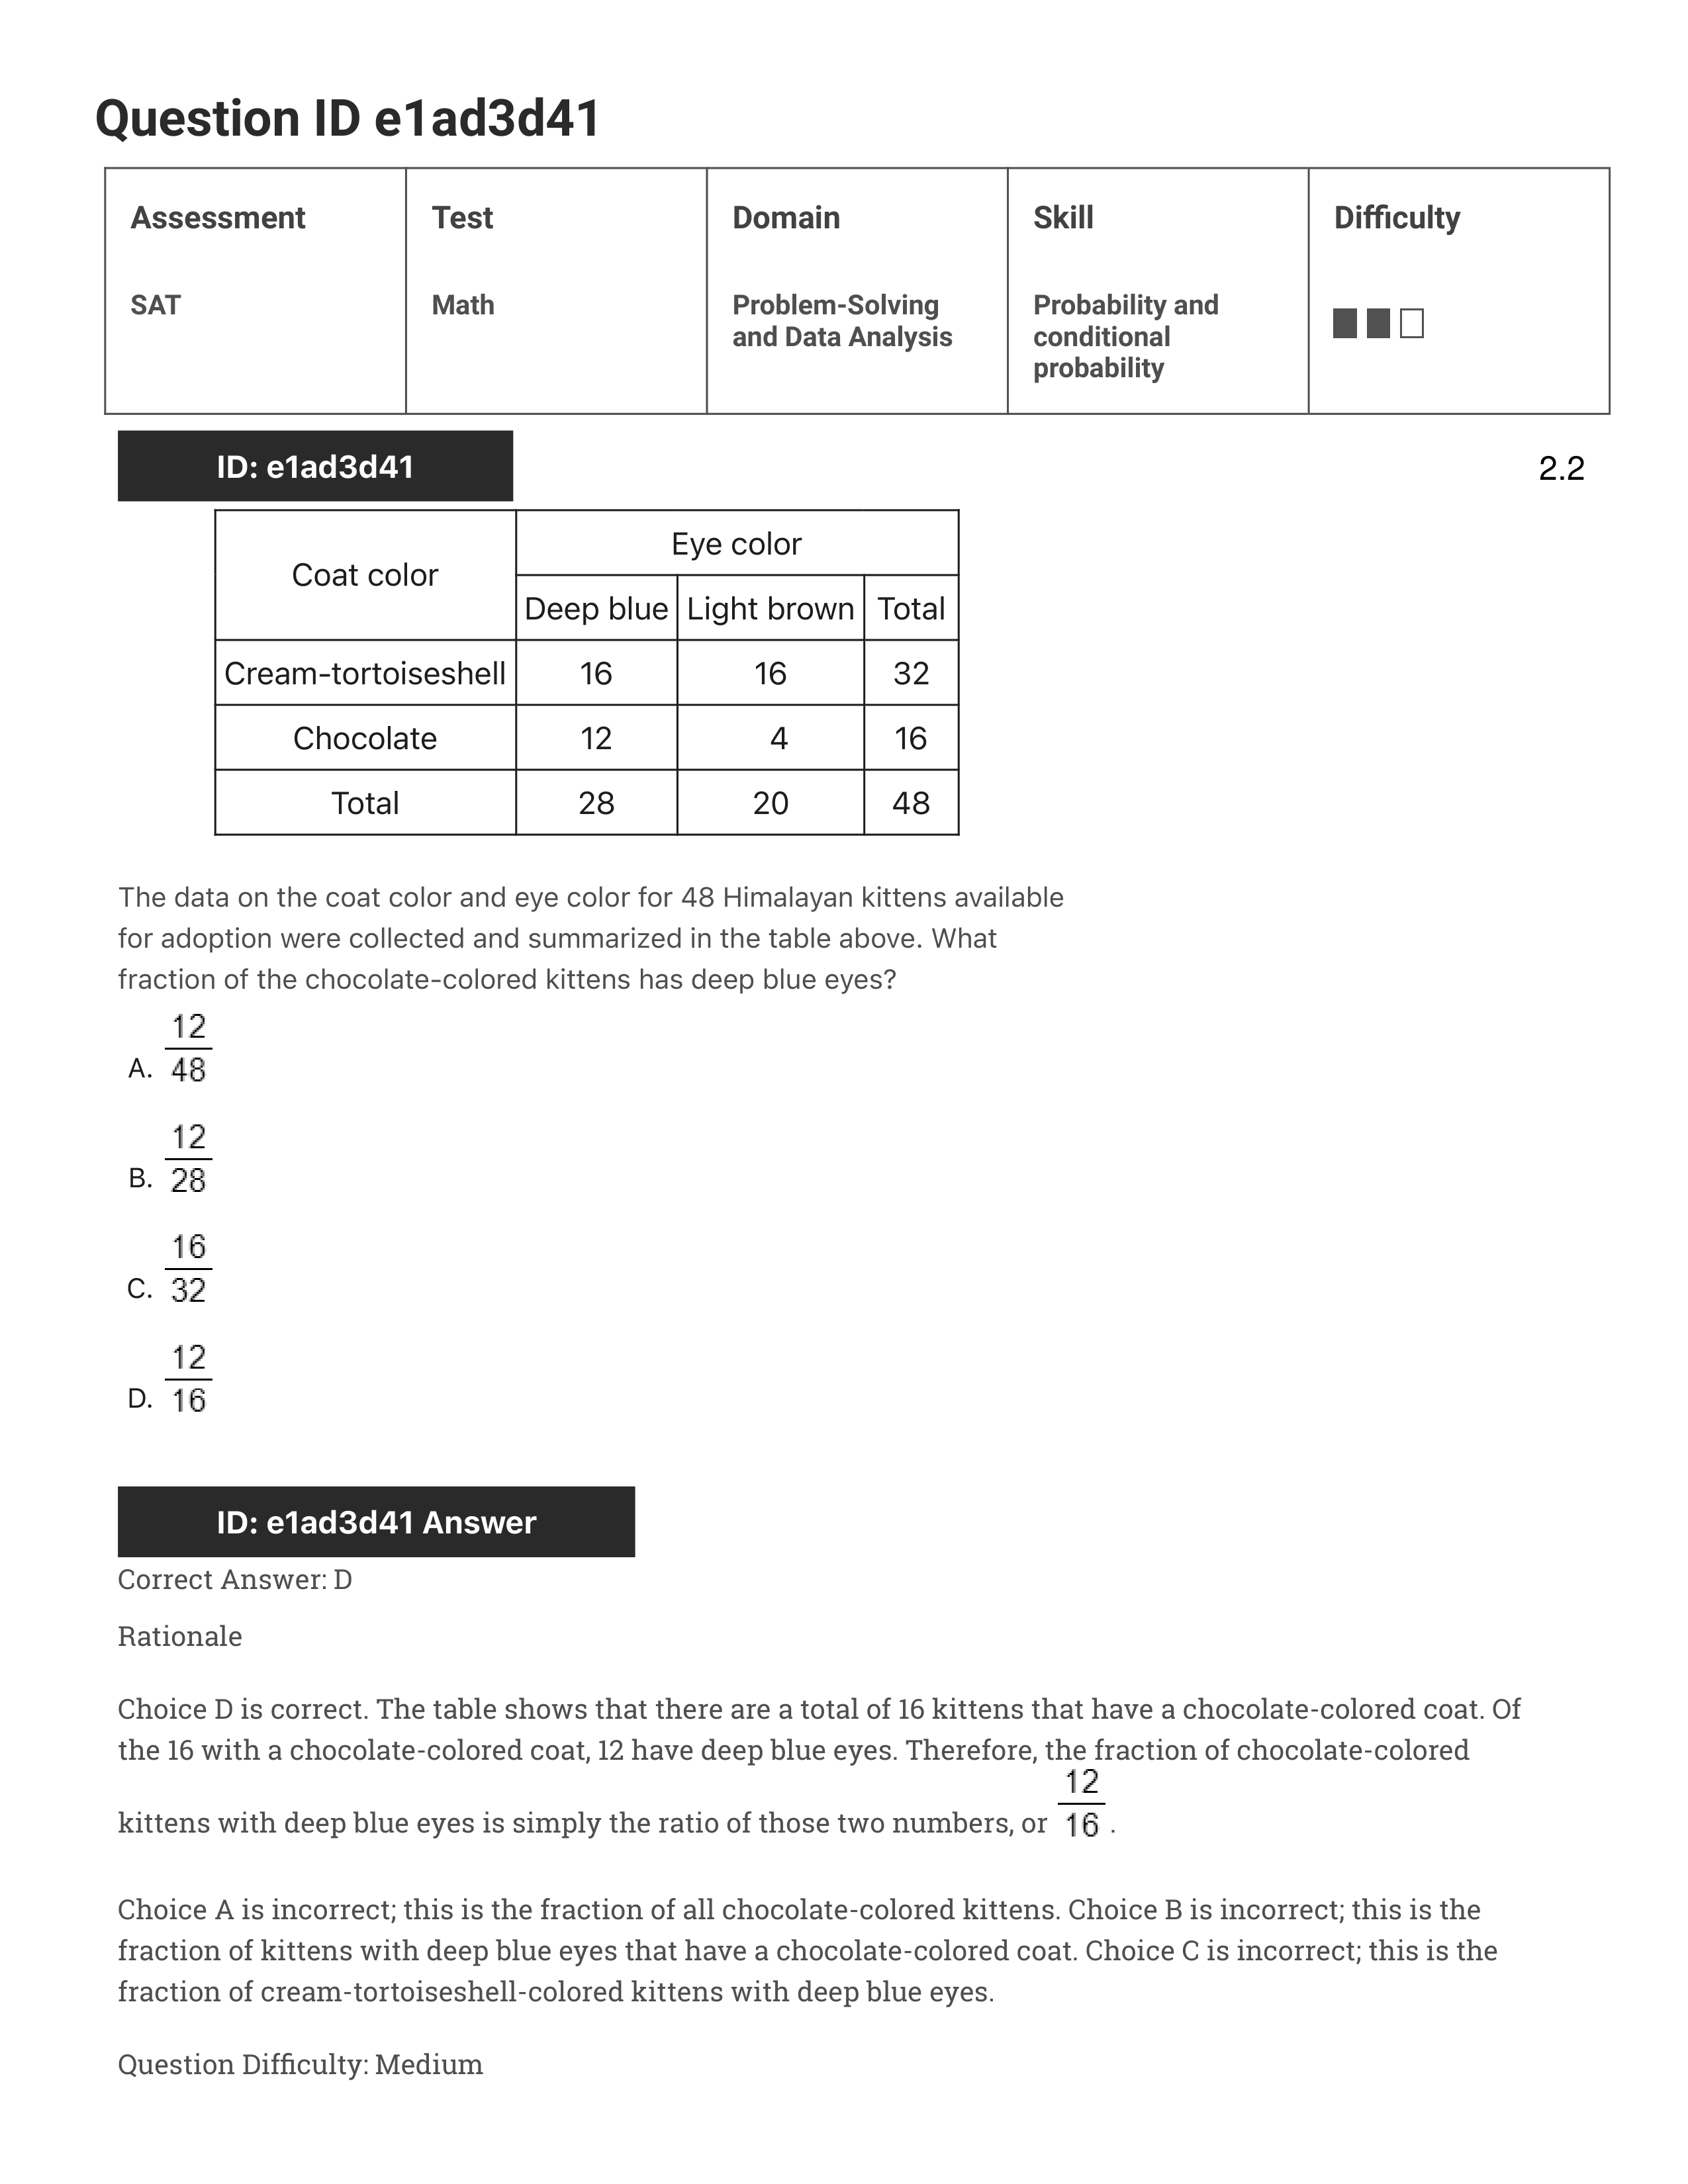 Question ID e1ad3d41
Assessment Test Domain Skill Difficulty
SAT Math Problem-Solving and Data Analysis Probability and conditional probability
ID: e1ad3d41 2.2
Coat color Eye color
Deep blue Light brown Total
Cream-tortoiseshell 16 16 32
Chocolate 12 4 16
Total 28 20 48
The data on the coat color and eye color for 48 Himalayan kittens available
for adoption were collected and summarized in the table above. What
fraction of the chocolate-colored kittens has deep blue eyes?
A. 12/48
B. 12/28
C. 16/32
D. 12/16
ID: e1ad3d41 Answer
Correct Answer: D
Rationale
Choice D is correct. The table shows that there are a total of 16 kittens that have a chocolate-colored coat. Of
the 16 with a chocolate-colored coat, 12 have deep blue eyes. Therefore, the fraction of chocolate-colored
kittens with deep blue eyes is simply the ratio of those two numbers, or 12/16.
Choice A is incorrect; this is the fraction of all chocolate-colored kittens. Choice B is incorrect; this is the
fraction of kittens with deep blue eyes that have a chocolate-colored coat. Choice C is incorrect; this is the
fraction of cream-tortoiseshell-colored kittens with deep blue eyes.
Question Difficulty: Medium